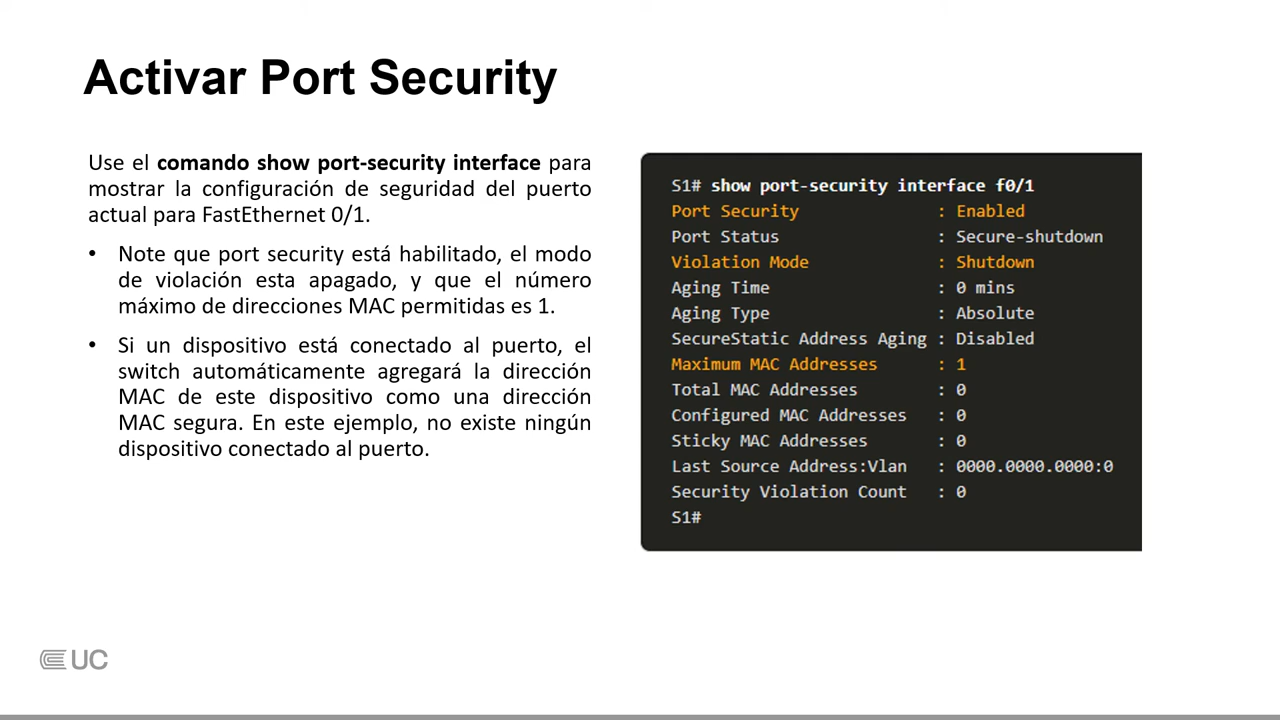 Activar Port Security
Use el comando show port-security interface para
mostrar la configuración de seguridad del puerto
actual para FastEthernet 0/1.
• Note que port security está habilitado, el modo
de violación esta apagado, y que el número
máximo de direcciones MAC permitidas es 1.
• Si un dispositivo está conectado al puerto, el
switch automáticamente agregará la dirección
MAC de este dispositivo como una dirección
MAC segura. En este ejemplo, no existe ningún
dispositivo conectado al puerto.
S1# show port-security interface f0/1
Port Security : Enabled
Port Status : Secure-shutdown
Violation Mode : Shutdown
Aging Time : 0 mins
Aging Type : Absolute
SecureStatic Address Aging : Disabled
Maximum MAC Addresses : 1
Total MAC Addresses : 0
Configured MAC Addresses : 0
Sticky MAC Addresses : 0
Last Source Address:Vlan : 0000.0000.0000:0
Security Violation Count : 0
S1#
UC